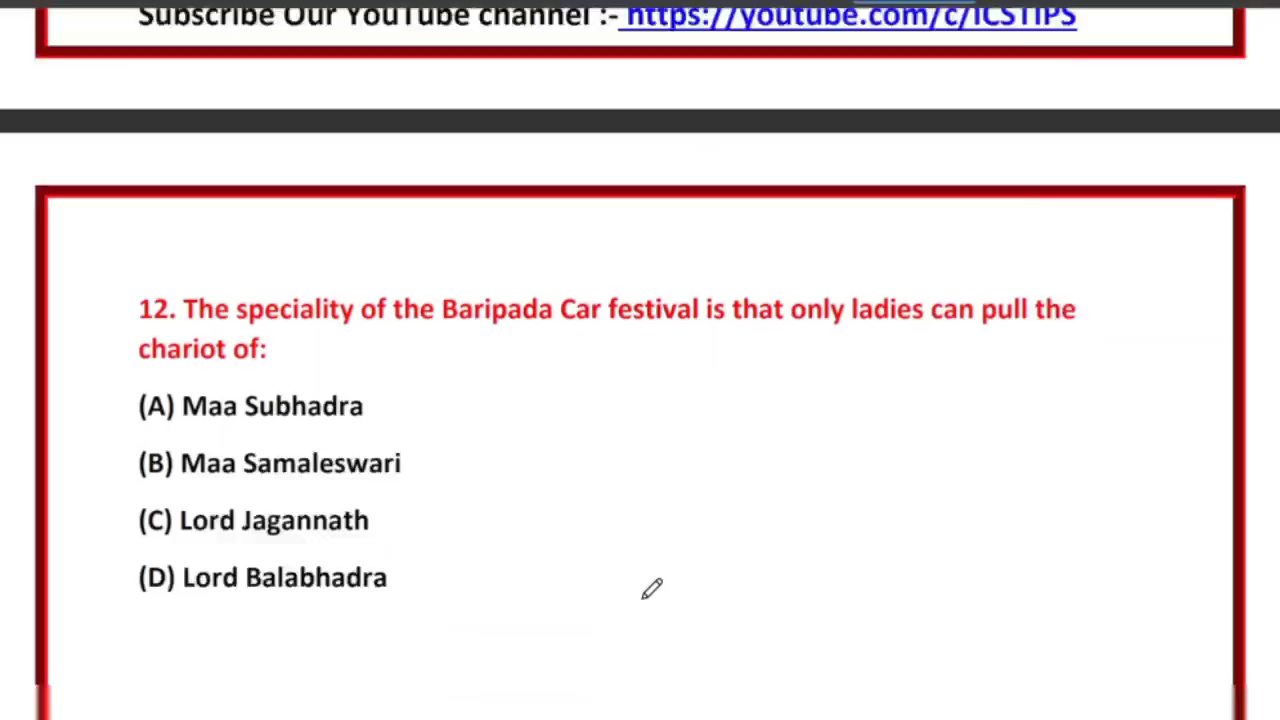 Subscribe Our YouTube channel :- https://youtube.com/c/ICSTIPS
12. The speciality of the Baripada Car festival is that only ladies can pull the
chariot of:
(A) Maa Subhadra
(B) Maa Samaleswari
(C) Lord Jagannath
(D) Lord Balabhadra